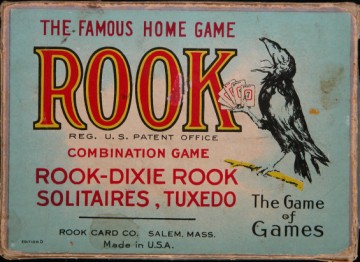 THE-FAMOUS HOME GAME
ROOK
REG. U.S. PATENT OFFICE
COMBINATION GAME
ROOK-DIXIE ROOK
SOLITAIRES, TUXEDO
The Game
of
Games
ROOK CARD CO. SALEM, MASS.
Made in U.S.A.